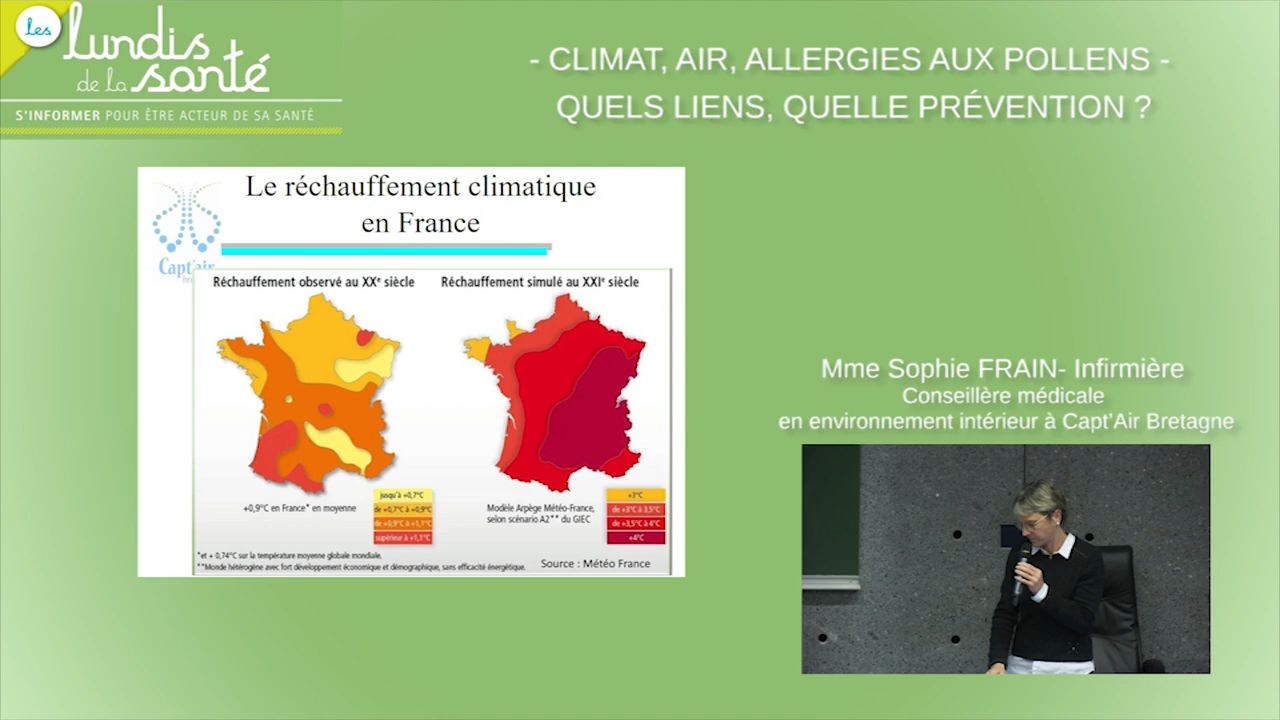 les
lundis
de la santé
S'INFORMER POUR ÊTRE ACTEUR DE SA SANTÉ
- CLIMAT, AIR, ALLERGIES AUX POLLENS -
QUELS LIENS, QUELLE PRÉVENTION ?
Le réchauffement climatique
en France
Capt'air
Réchauffement observé au XXe siècle
Réchauffement simulé au XXIe siècle
+0,9°C en France* en moyenne
jusqu'à +0,7°C
de +0,7°C à +0,9°C
de +0,9°C à +1,1°C
supérieur à +1,1°C
Modèle Arpège Météo-France,
selon scénario A2** du GIEC
+3°C
de +3°C à 3,5°C
de +3,5°C à 4°C
+4°C
*et + 0,74°C sur la température moyenne globale mondiale.
**Monde hétérogène avec fort développement économique et démographique, sans efficacité énergétique.
Source : Météo France
Mme Sophie FRAIN- Infirmière
Conseillère médicale
en environnement intérieur à Capt'Air Bretagne